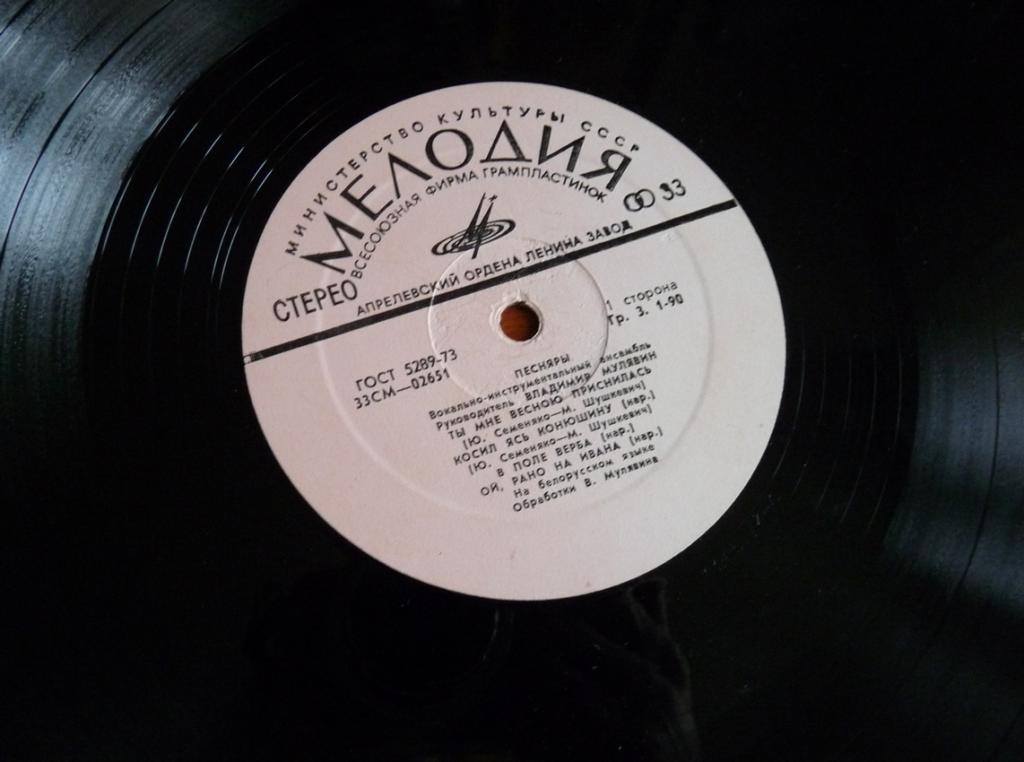 МИНИСТЕРСТВО КУЛЬТУРЫ СССР
МЕЛОДИЯ
ВСЕСОЮЗНАЯ ФИРМА ГРАМПЛАСТИНОК
СТЕРЕО
33
АПРЕЛЕВСКИЙ ОРДЕНА ЛЕНИНА ЗАВОД
ГОСТ 5289-73
33СМ—02651
1 сторона
Гр. 3. 1-90
ПЕСНЯРЫ
Вокально-инструментальный ансамбль
Руководитель ВЛАДИМИР МУЛЯВИН
ТЫ МНЕ ВЕСНОЮ ПРИСНИЛАСЬ
(Ю. Семеняко—М. Шушкевич)
КОСИЛ ЯСЬ КОНЮШИНУ (нар.)
(Ю. Семеняко—М. Шушкевич)
В ПОЛЕ ВЕРБА (нар.)
ОЙ, РАНО НА ИВАНА (нар.)
На белорусском языке
Обработки В. Мулявина